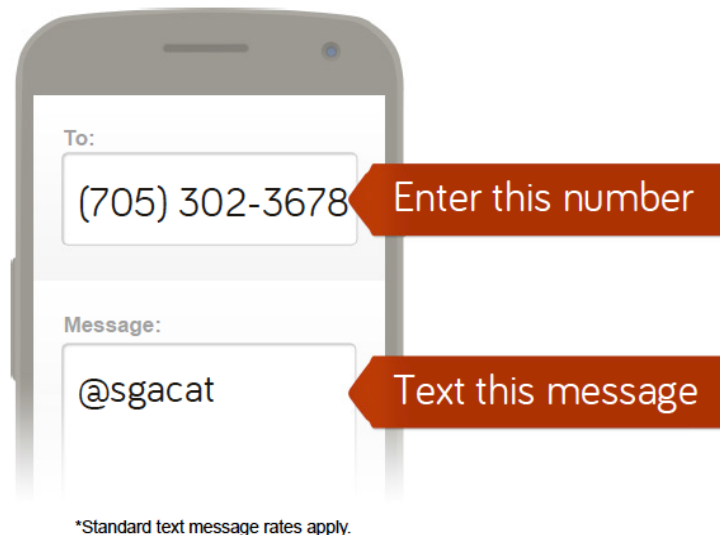 To:
(705) 302-3678
Enter this number
Message:
@sgacat
Text this message
*Standard text message rates apply.